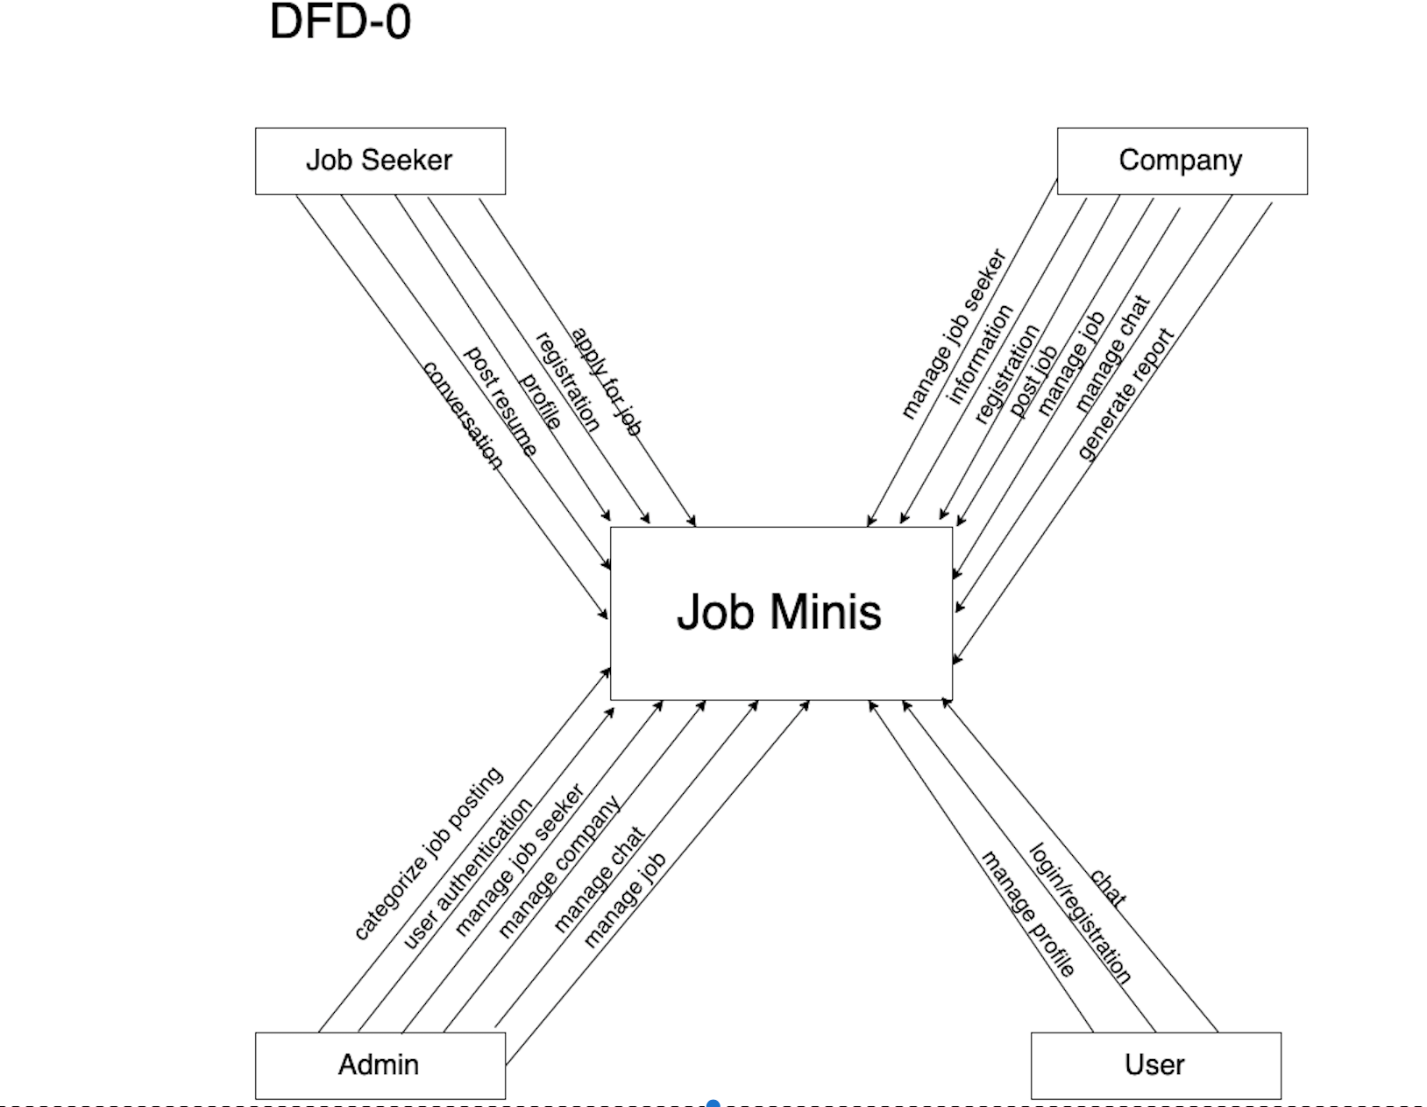 DFD-0
Job Seeker
Company
conversation
post resume
profile
registration
apply for job
manage job seeker
information
registration
post job
manage job
manage chat
generate report
Job Minis
categorize job posting
user authentication
manage job seeker
manage company
manage chat
manage job
manage profile
login/registration
chat
Admin
User